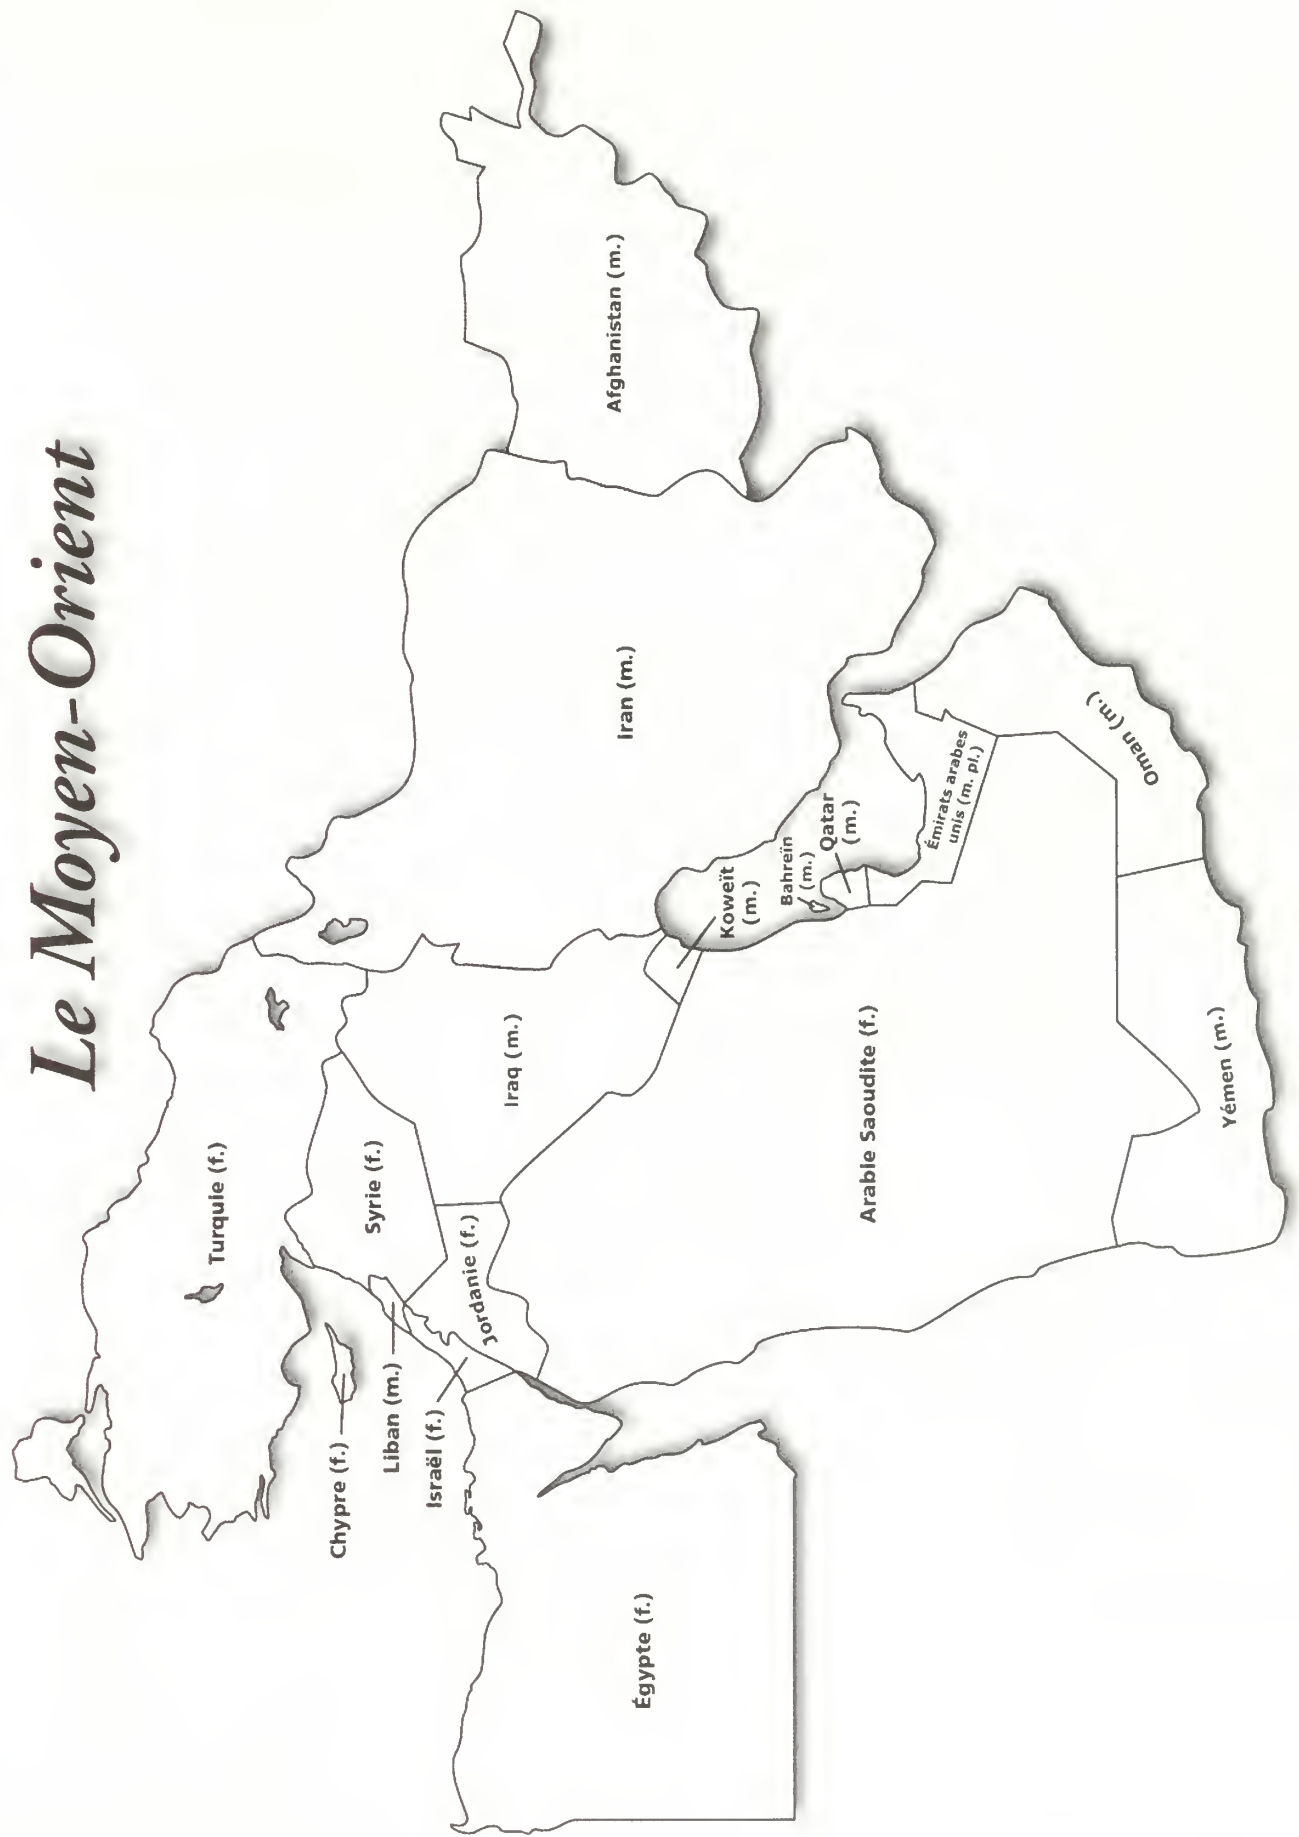 Le Moyen-Orient
Turquie (f.)
Chypre (f.)
Syrie (f.)
Liban (m.)
Israël (f.)
Jordanie (f.)
Iraq (m.)
Iran (m.)
Afghanistan (m.)
Égypte (f.)
Koweït
(m.)
Bahreïn
(m.)
Qatar
(m.)
Émirats arabes
unis (m. pl.)
Arabie Saoudite (f.)
Oman (m.)
Yémen (m.)